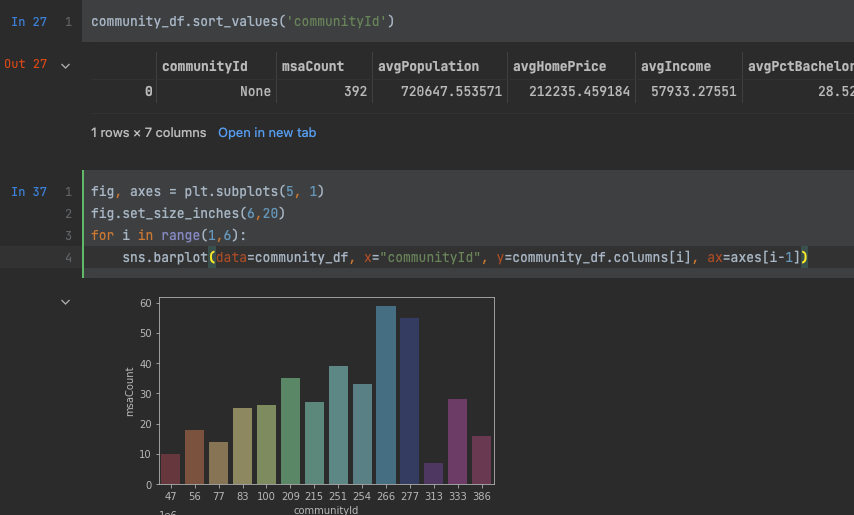 In 27 1 community_df.sort_values('communityId')
Out 27
communityId msaCount avgPopulation avgHomePrice avgIncome avgPctBachelor
0 None 392 720647.553571 212235.459184 57933.27551 28.52
1 rows × 7 columns Open in new tab
In 37 1 fig, axes = plt.subplots(5, 1)
2 fig.set_size_inches(6,20)
3 for i in range(1,6):
4 sns.barplot(data=community_df, x="communityId", y=community_df.columns[i], ax=axes[i-1])
60
50
40
30
20
10
0
msaCount
47 56 77 83 100 209 215 251 254 266 277 313 333 386
communityId
1e6